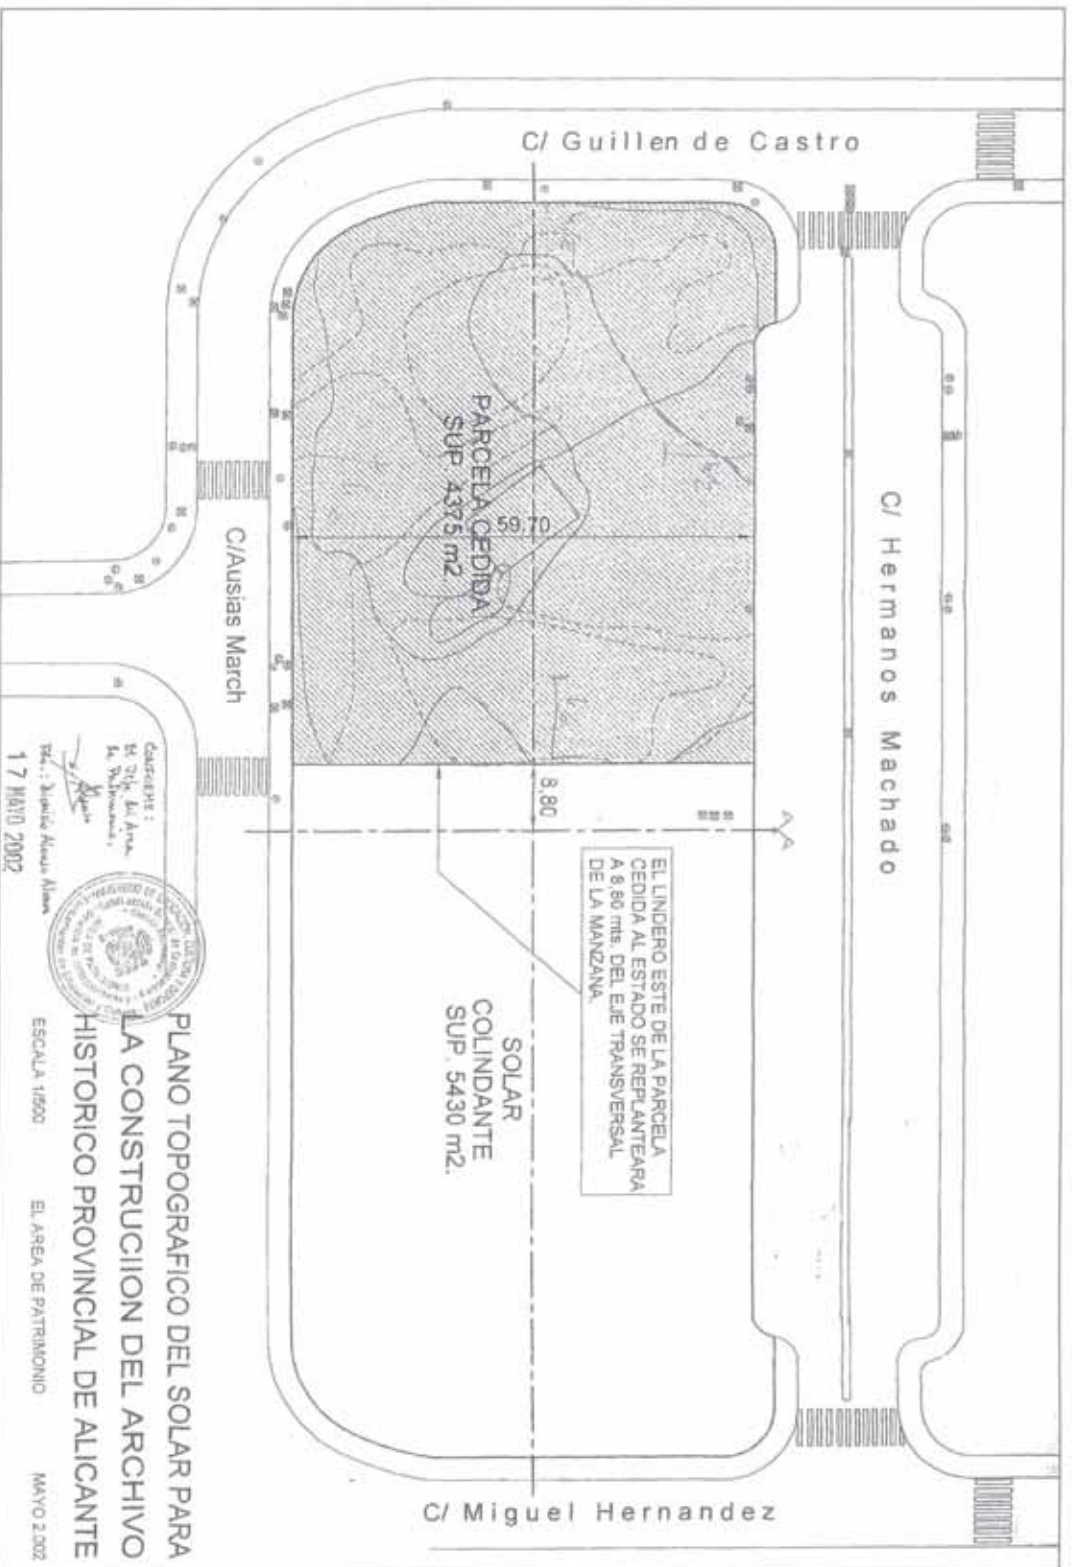 C/ Guillen de Castro
C/ Hermanos Machado
PARCELA CEDIDA
SUP. 4375 m2.
59,70
C/Ausias March
8,80
A
EL LINDERO ESTE DE LA PARCELA
CEDIDA AL ESTADO SE REPLANTEARA
A 8,80 mts. DEL EJE TRANSVERSAL
DE LA MANZANA.
SOLAR
COLINDANTE
SUP. 5430 m2.
C/ Miguel Hernandez
CONFORME:
17 MAYO 2002
PLANO TOPOGRAFICO DEL SOLAR PARA
LA CONSTRUCIION DEL ARCHIVO
HISTORICO PROVINCIAL DE ALICANTE
ESCALA 1/500
EL AREA DE PATRIMONIO
MAYO 2.002